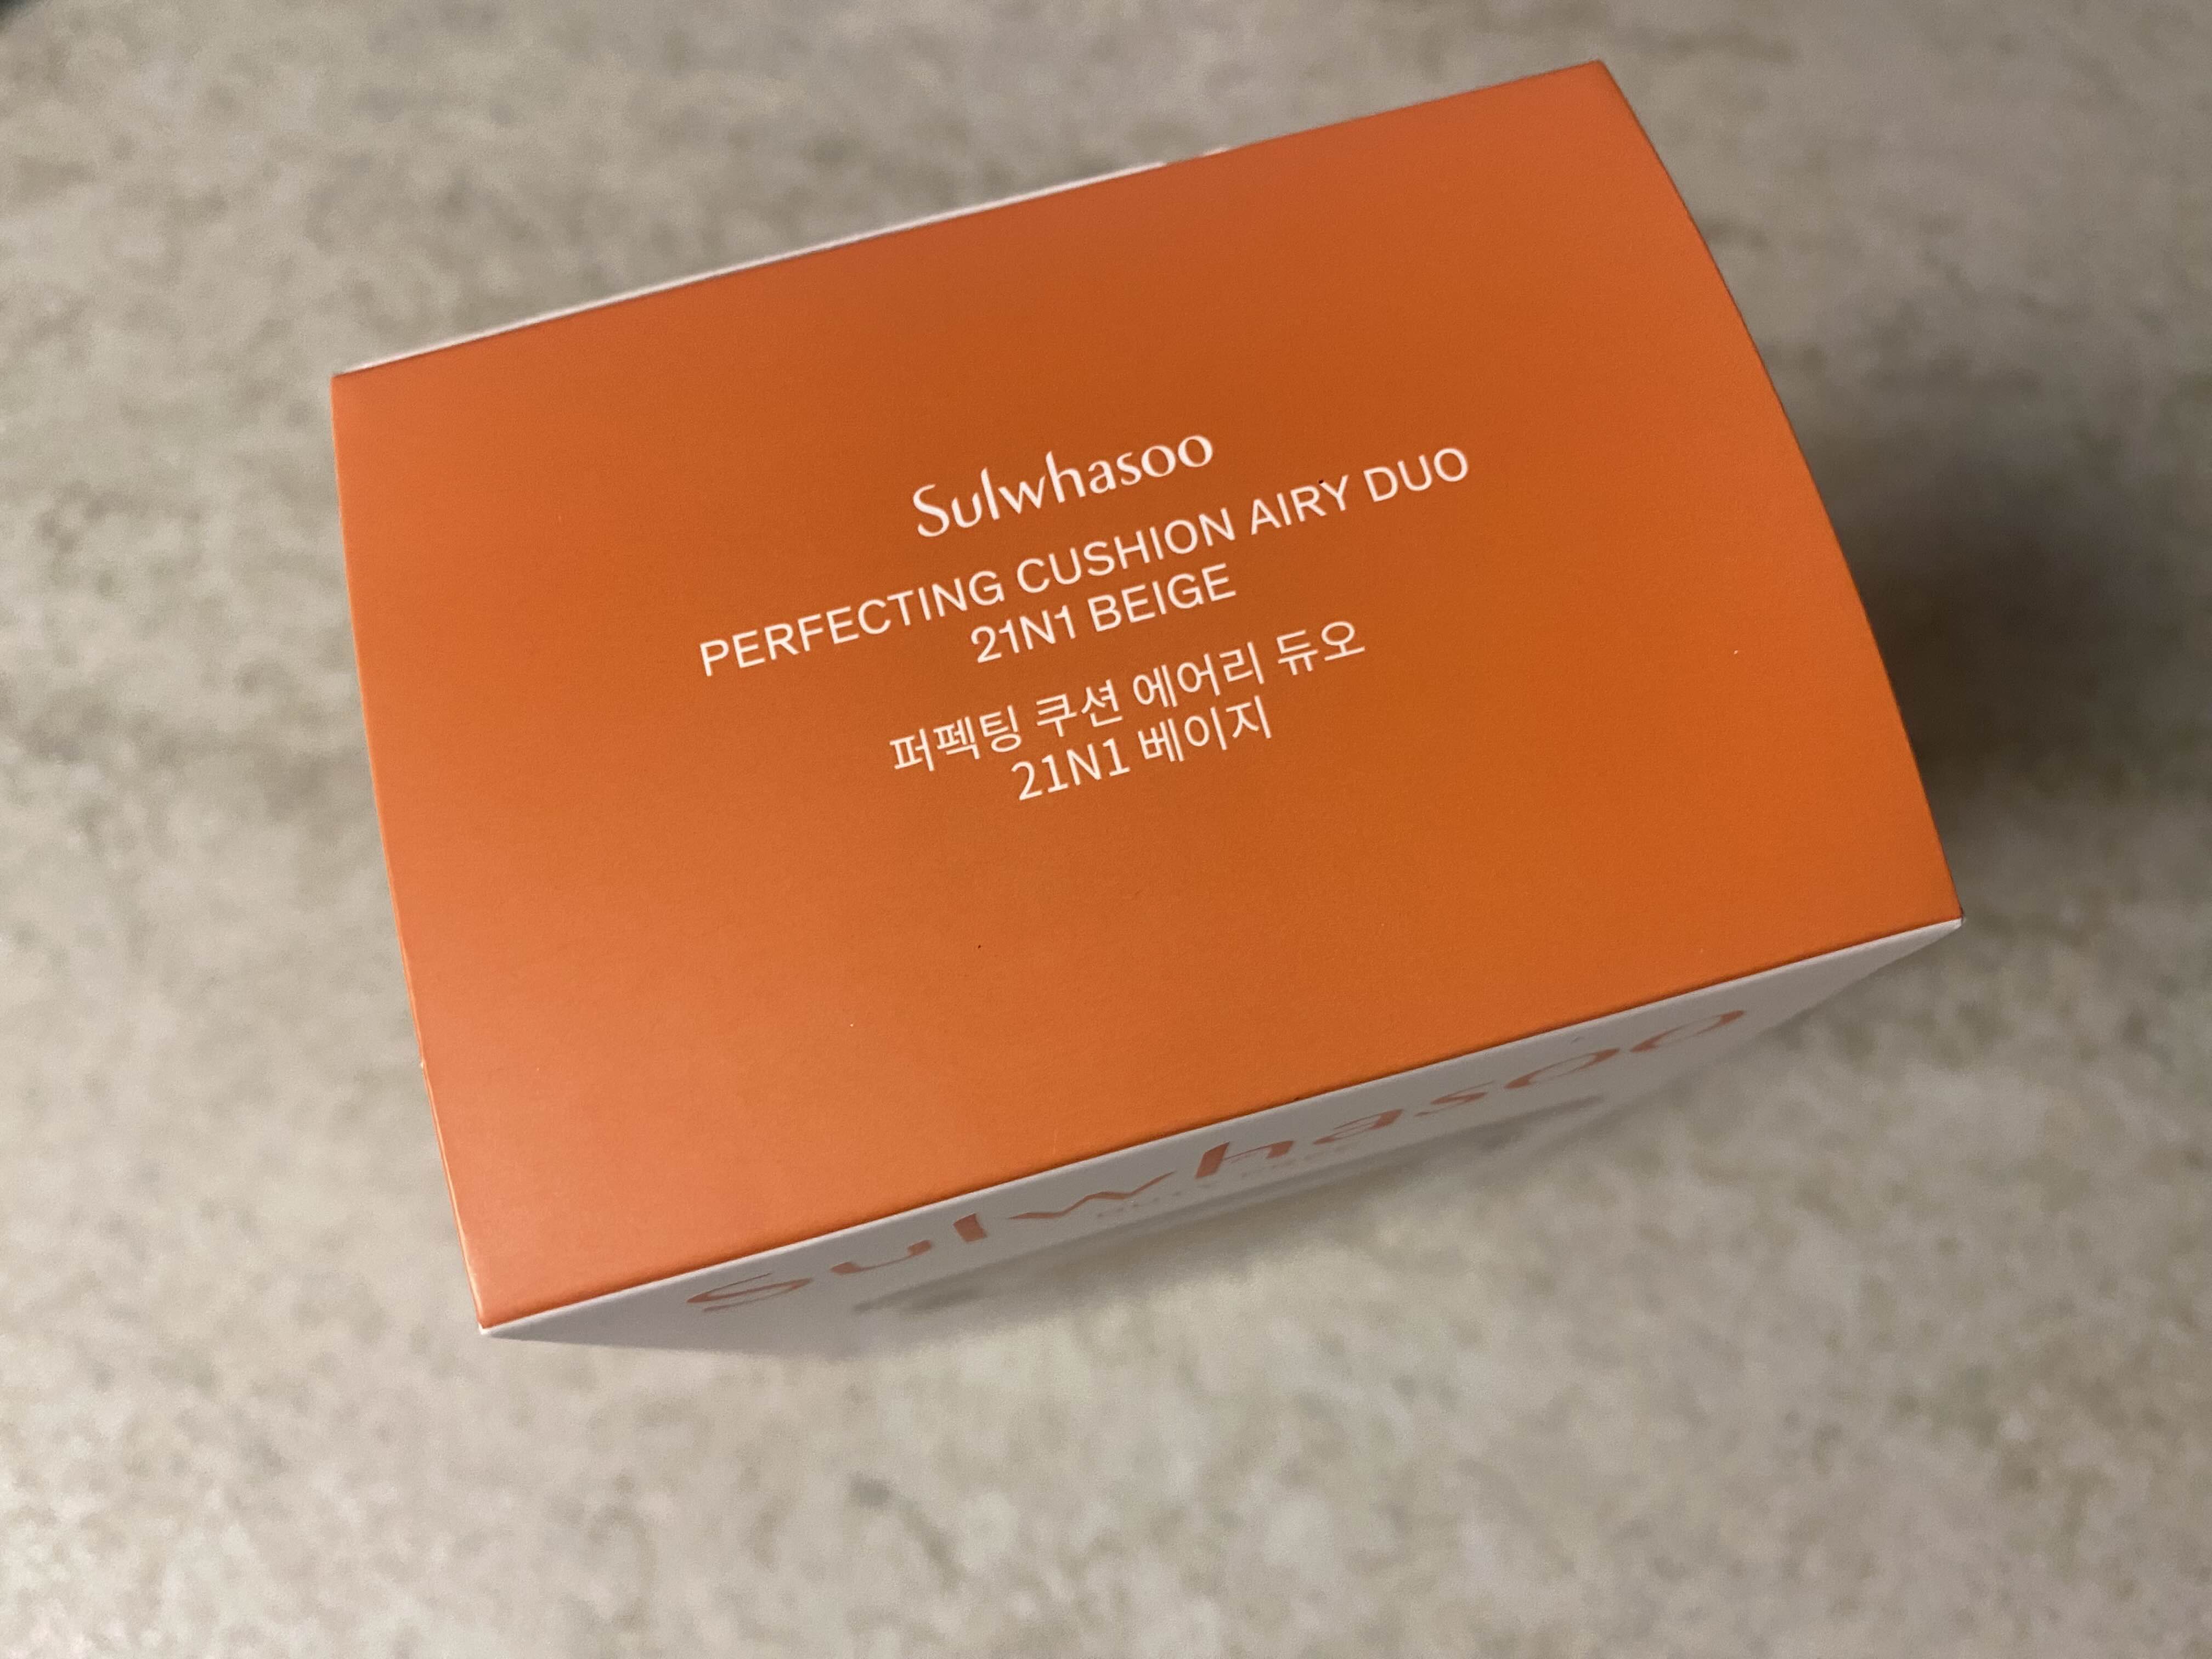 Sulwhasoo
PERFECTING CUSHION AIRY DUO
21N1 BEIGE
퍼펙팅 쿠션 에어리 듀오
21N1 베이지
Sulwhasoo